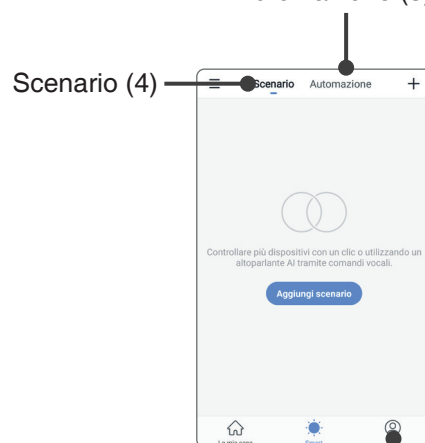 Scenario (4)
Scenario Automazione +
Controllare più dispositivi con un clic o utilizzando un
altoparlante AI tramite comandi vocali.
Aggiungi scenario
Smart